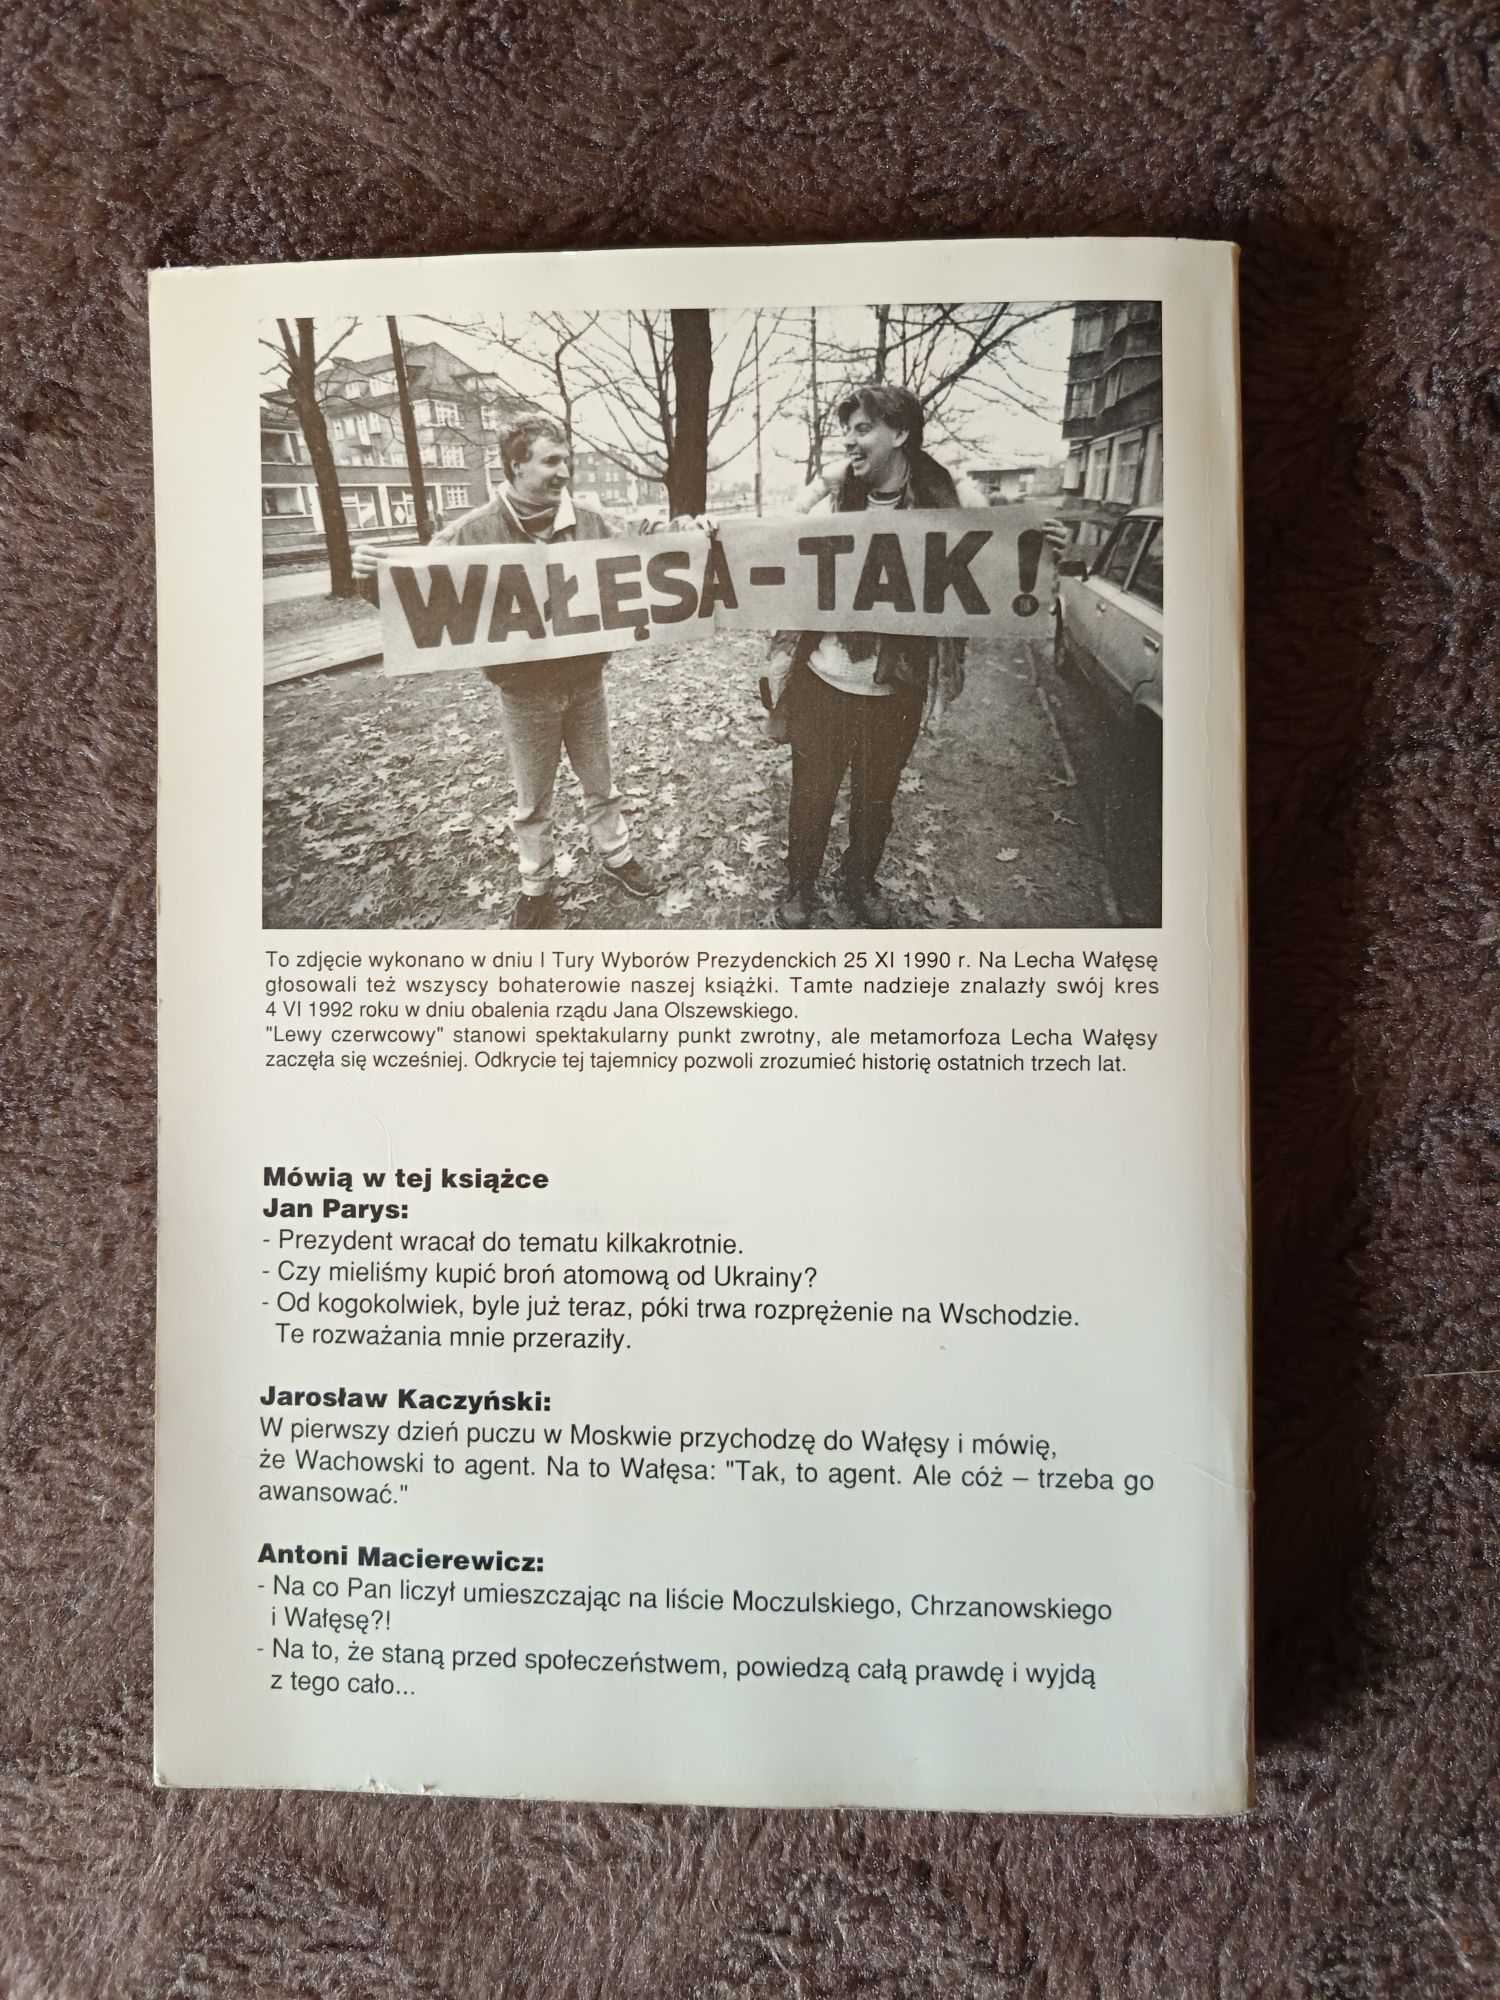 WAŁĘSA-TAK!
To zdjęcie wykonano w dniu I Tury Wyborów Prezydenckich 25 XI 1990 r. Na Lecha Wałęsę
głosowali też wszyscy bohaterowie naszej książki. Tamte nadzieje znalazły swój kres
4 VI 1992 roku w dniu obalenia rządu Jana Olszewskiego.
"Lewy czerwcowy" stanowi spektakularny punkt zwrotny, ale metamorfoza Lecha Wałęsy
zaczęła się wcześniej. Odkrycie tej tajemnicy pozwoli zrozumieć historię ostatnich trzech lat.
Mówią w tej książce
Jan Parys:
- Prezydent wracał do tematu kilkakrotnie.
- Czy mieliśmy kupić broń atomową od Ukrainy?
- Od kogokolwiek, byle już teraz, póki trwa rozprężenie na Wschodzie.
Te rozważania mnie przeraziły.
Jarosław Kaczyński:
W pierwszy dzień puczu w Moskwie przychodzę do Wałęsy i mówię,
że Wachowski to agent. Na to Wałęsa: "Tak, to agent. Ale cóż – trzeba go
awansować."
Antoni Macierewicz:
- Na co Pan liczył umieszczając na liście Moczulskiego, Chrzanowskiego
i Wałęsę?!
- Na to, że staną przed społeczeństwem, powiedzą całą prawdę i wyjdą
z tego cało...